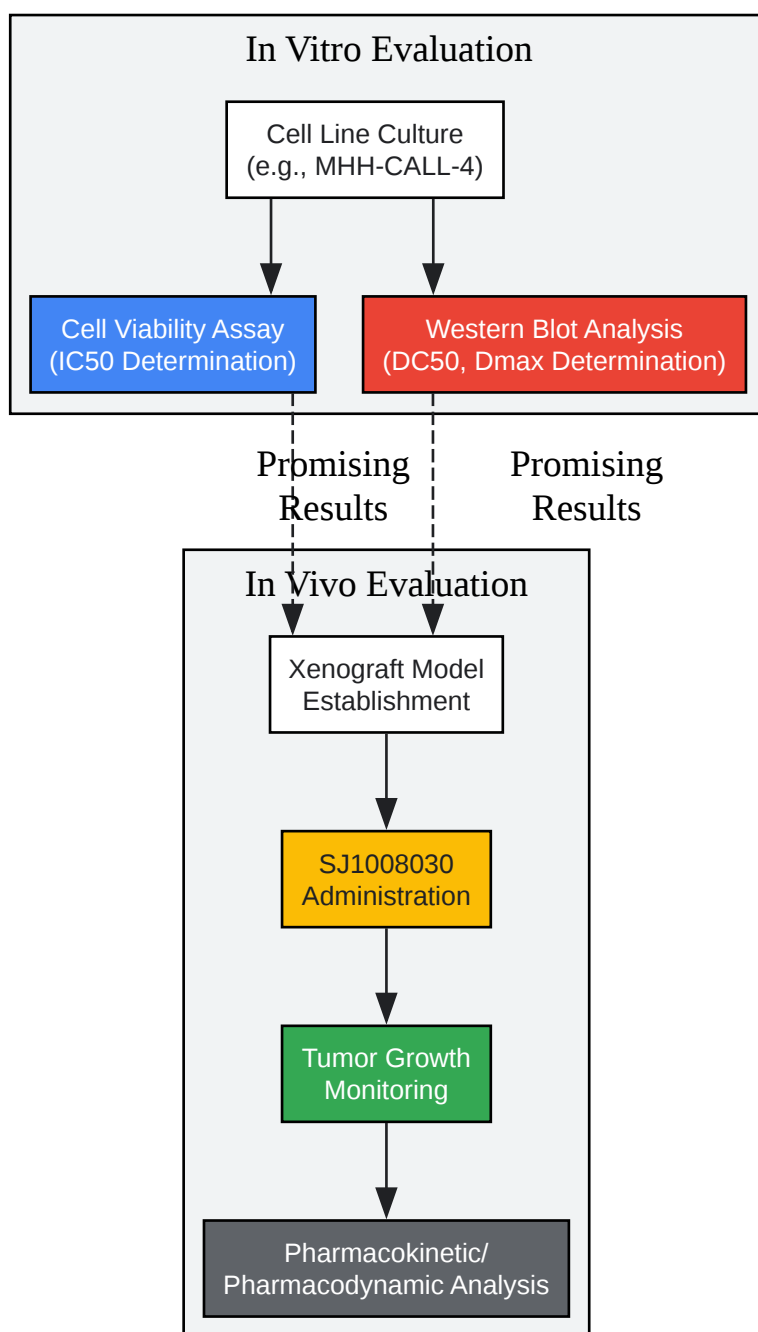 In Vitro Evaluation
Cell Line Culture
(e.g., MHH-CALL-4)
Cell Viability Assay
(IC50 Determination)
Western Blot Analysis
(DC50, Dmax Determination)
Promising
Results
Promising
Results
In Vivo Evaluation
Xenograft Model
Establishment
SJ1008030
Administration
Tumor Growth
Monitoring
Pharmacokinetic/
Pharmacodynamic Analysis